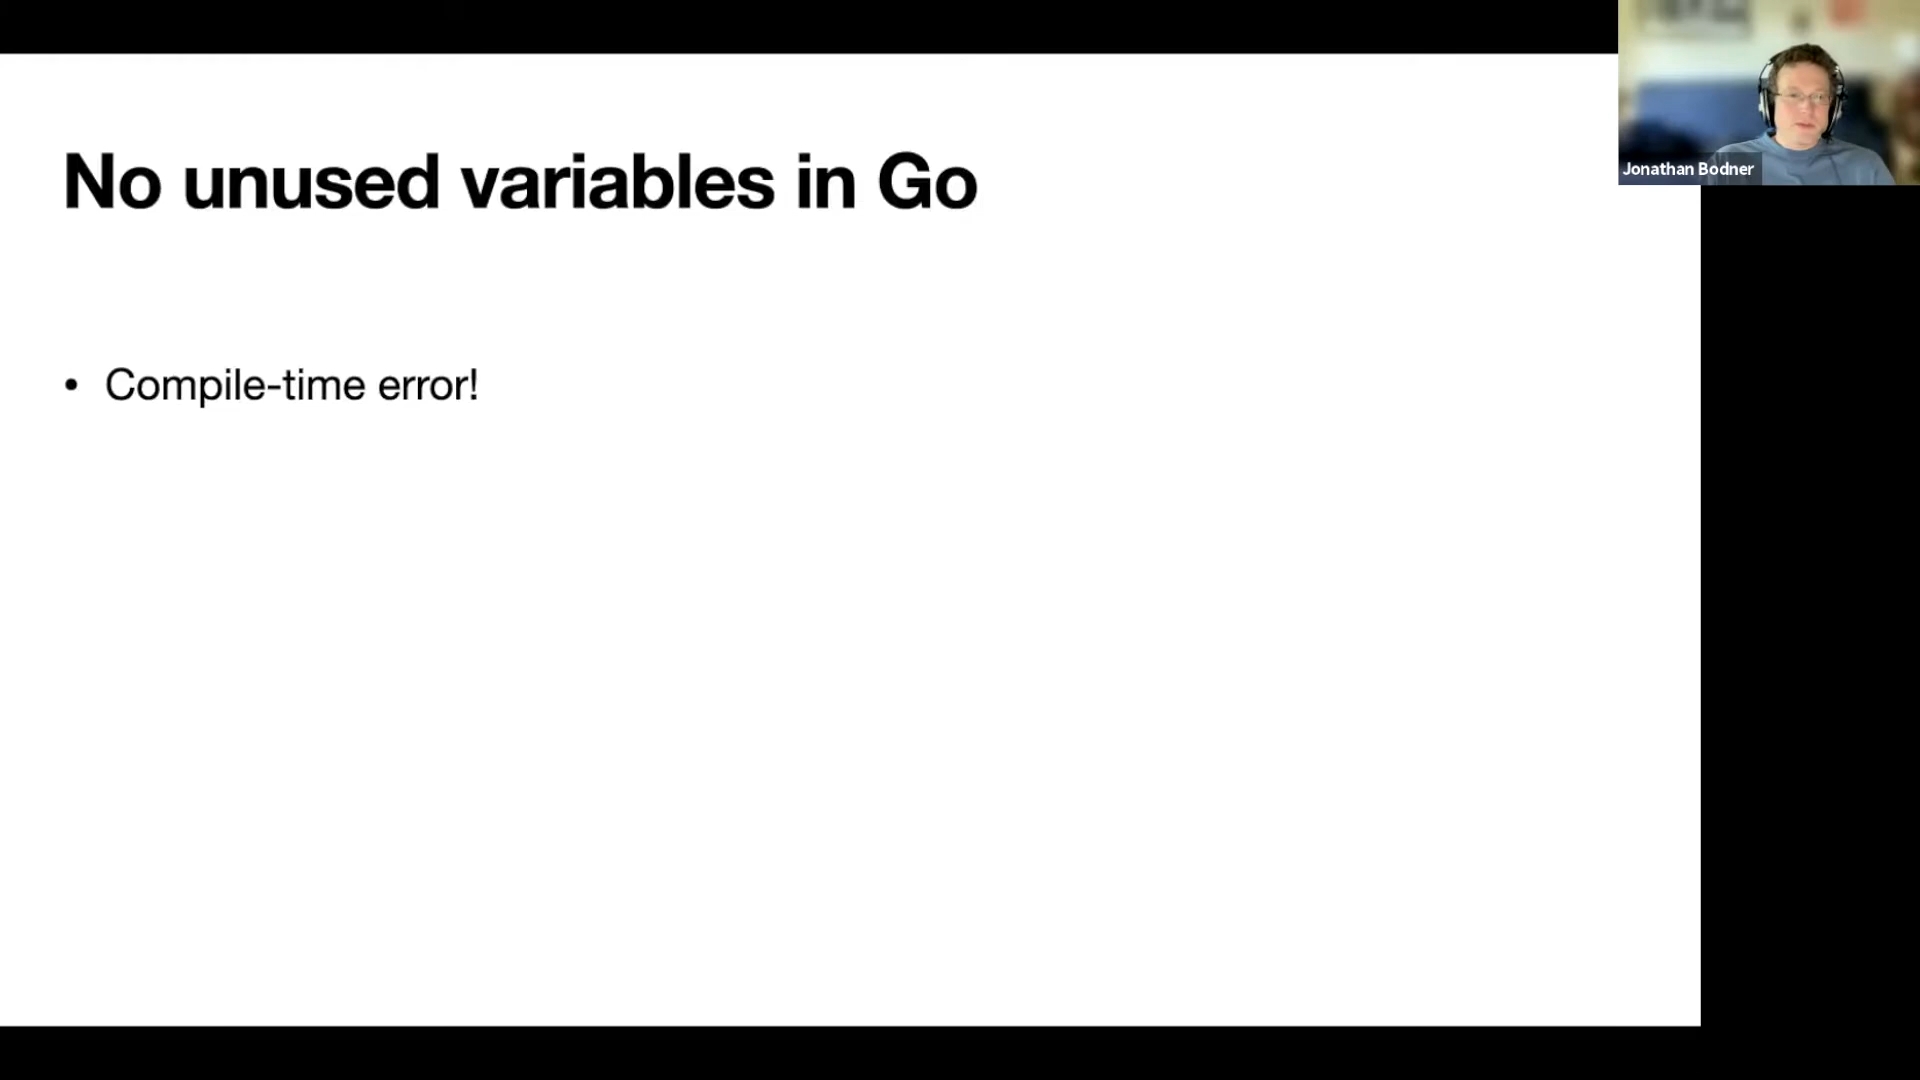 No unused variables in Go
• Compile-time error!
Jonathan Bodner